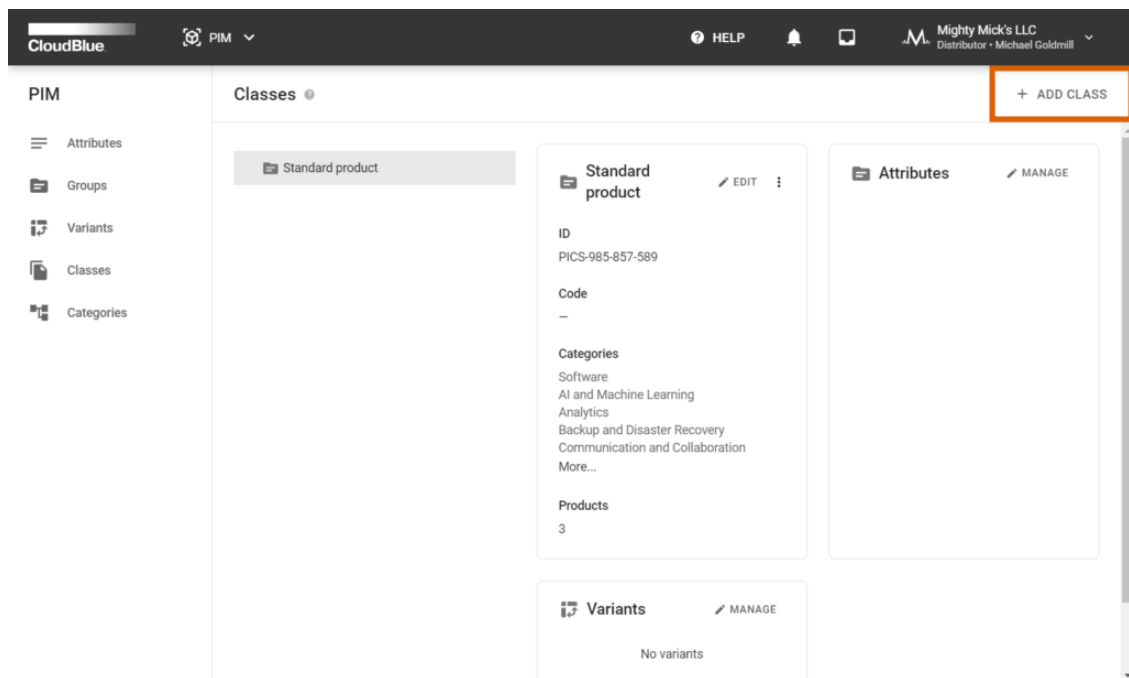 CloudBlue.
PIM
HELP
Mighty Mick's LLC
Distributor • Michael Goldmill
PIM
Attributes
Groups
Variants
Classes
Categories
Classes
+ ADD CLASS
Standard product
Standard product
EDIT
ID
PICS-985-857-589
Code
—
Categories
Software
AI and Machine Learning
Analytics
Backup and Disaster Recovery
Communication and Collaboration
More...
Products
3
Attributes
MANAGE
Variants
MANAGE
No variants